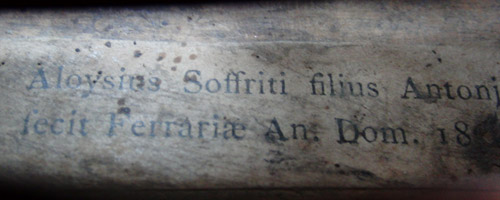 Aloysius Soffriti filius Antonj
fecit Ferrariæ An. Dom. 18